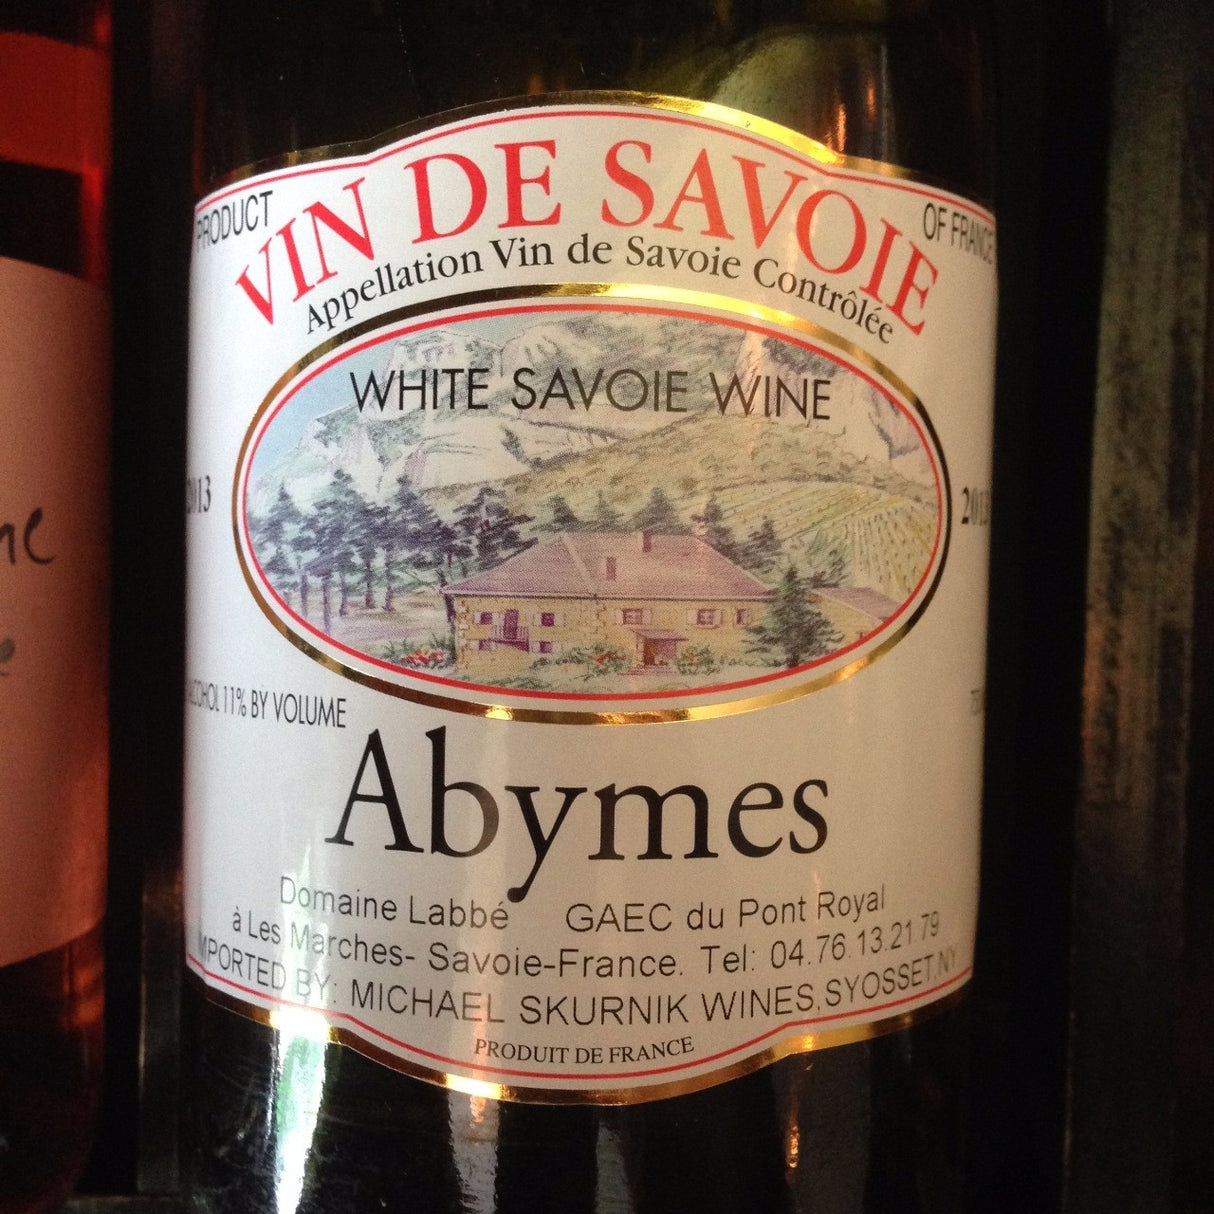 PRODUCT
VIN DE SAVOIE
OF FRANCE
Appellation Vin de Savoie Contrôlée
WHITE SAVOIE WINE
2013
2013
ALCOHOL 11% BY VOLUME
Abymes
Domaine Labbé GAEC du Pont Royal
à Les Marches- Savoie-France. Tel: 04.76.13.21.79
IMPORTED BY: MICHAEL SKURNIK WINES, SYOSSET,NY
PRODUIT DE FRANCE